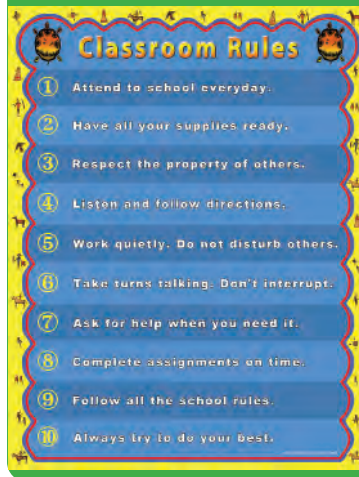 Classroom Rules
1 Attend to school everyday.
2 Have all your supplies ready.
3 Respect the property of others.
4 Listen and follow directions.
5 Work quietly. Do not disturb others.
6 Take turns talking. Don't interrupt.
7 Ask for help when you need it.
8 Complete assignments on time.
9 Follow all the school rules.
10 Always try to do your best.